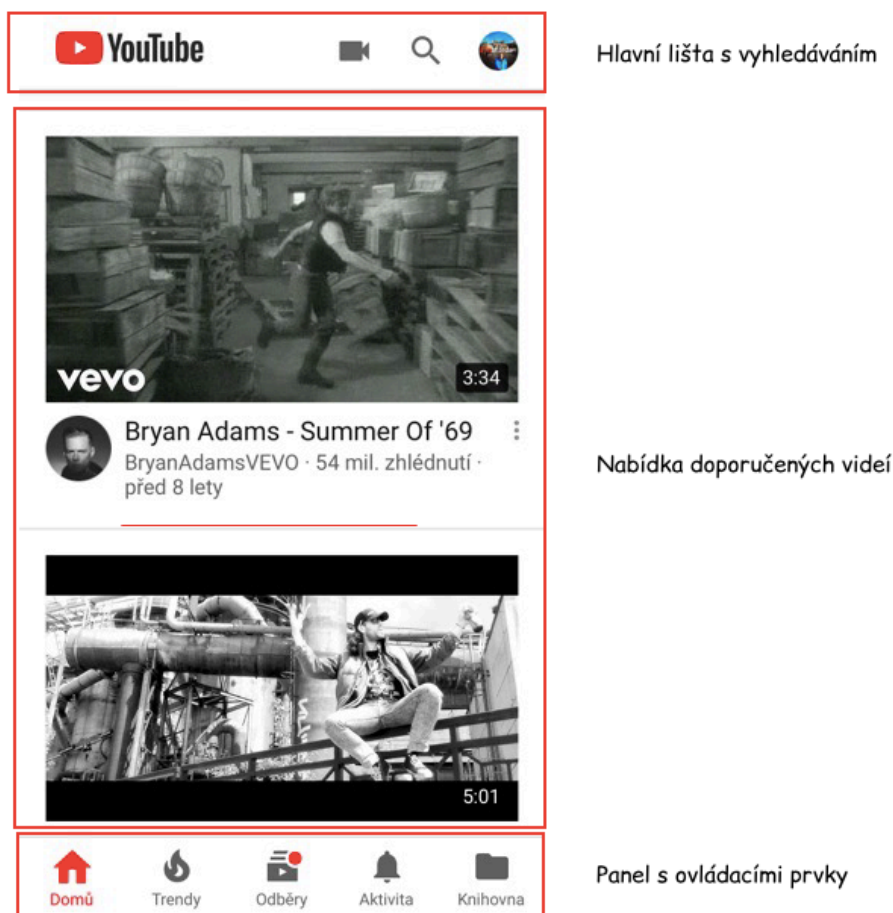 YouTube
Hlavní lišta s vyhledáváním
vevo
3:34
Bryan Adams - Summer Of '69
BryanAdamsVEVO · 54 mil. zhlédnutí ·
před 8 lety
Nabídka doporučených videí
5:01
Domů Trendy Odběry Aktivita Knihovna
Panel s ovládacími prvky